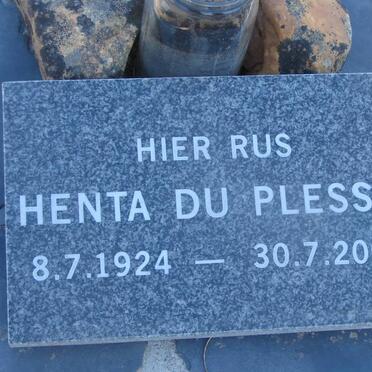 HIER RUS
HENTA DU PLESS
8.7.1924 — 30.7.20